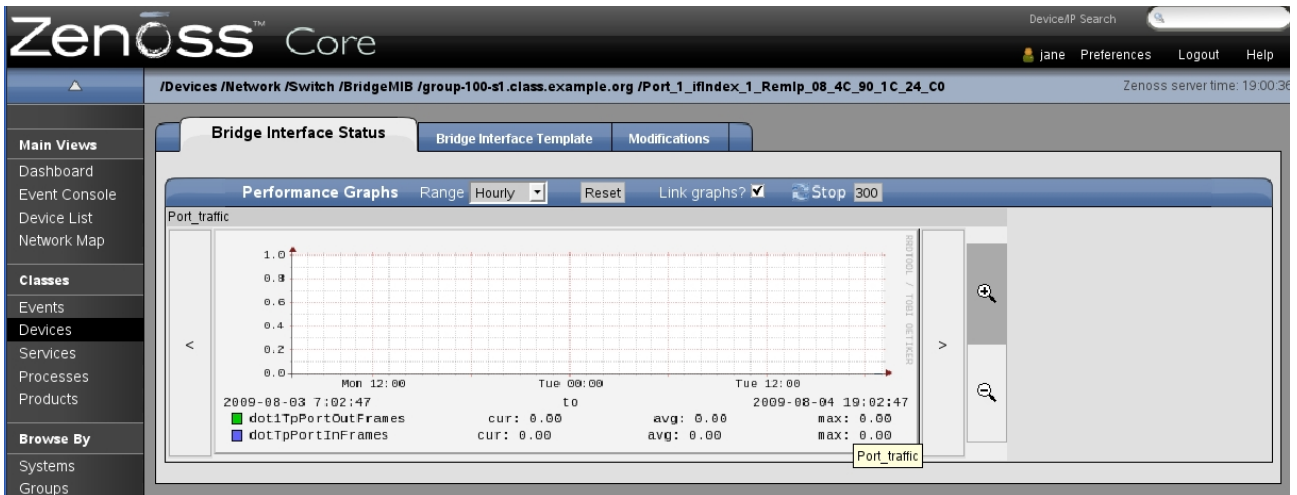 Zenoss™ Core
Device/IP Search
jane Preferences Logout Help
/Devices /Network /Switch /BridgeMIB /group-100-s1.class.example.org /Port_1_ifIndex_1_RemIp_08_4C_90_1C_24_C0
Zenoss server time: 19:00:36
Main Views
Dashboard
Event Console
Device List
Network Map
Classes
Events
Devices
Services
Processes
Products
Browse By
Systems
Groups
Bridge Interface Status
Bridge Interface Template
Modifications
Performance Graphs Range Hourly Reset Link graphs? Stop 300
Port_traffic
1.0
0.8
0.6
0.4
0.2
0.0
Mon 12:00 Tue 00:00 Tue 12:00
2009-08-03 7:02:47 to 2009-08-04 19:02:47
dot1TpPortOutFrames cur: 0.00 avg: 0.00 max: 0.00
dotTpPortInFrames cur: 0.00 avg: 0.00 max: 0.00
RRDTOOL / TOBI OETIKER
<
>
Port_traffic